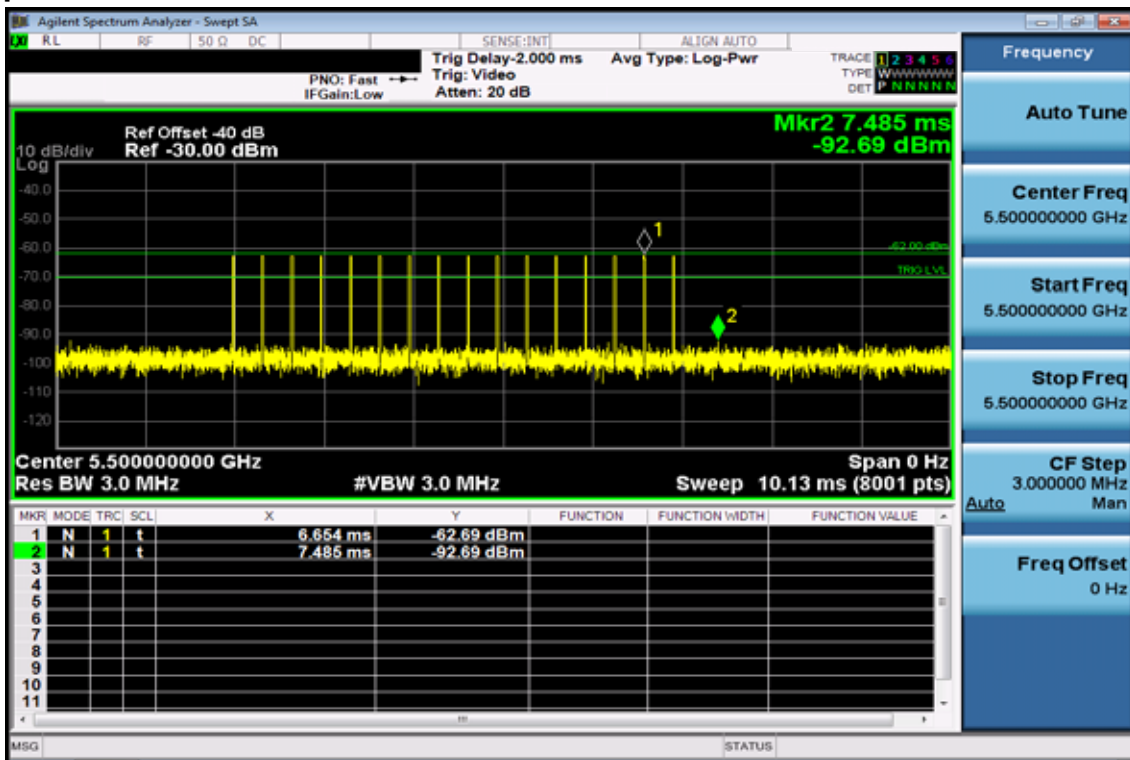 Agilent Spectrum Analyzer - Swept SA
LXI RL RF 50 Ω DC SENSE:INT ALIGN AUTO
Trig Delay-2.000 ms Avg Type: Log-Pwr TRACE 1 2 3 4 5 6
PNO: Fast Trig: Video TYPE WWWWWW
IFGain:Low Atten: 20 dB DET P N N N N N
Frequency
Auto Tune
Center Freq
5.500000000 GHz
Start Freq
5.500000000 GHz
Stop Freq
5.500000000 GHz
CF Step
3.000000 MHz
Auto Man
Freq Offset
0 Hz
Mkr2 7.485 ms
-92.69 dBm
Ref Offset -40 dB
10 dB/div Ref -30.00 dBm
Log
-40.0
-50.0
-60.0
-70.0
-80.0
-90.0
-100
-110
-120
1
2
-62.00 dBm
TRIG LVL
Center 5.500000000 GHz Span 0 Hz
Res BW 3.0 MHz #VBW 3.0 MHz Sweep 10.13 ms (8001 pts)
MKR MODE TRC SCL X Y FUNCTION FUNCTION WIDTH FUNCTION VALUE
1 N 1 t 6.654 ms -62.69 dBm
2 N 1 t 7.485 ms -92.69 dBm
3
4
5
6
7
8
9
10
11
MSG STATUS